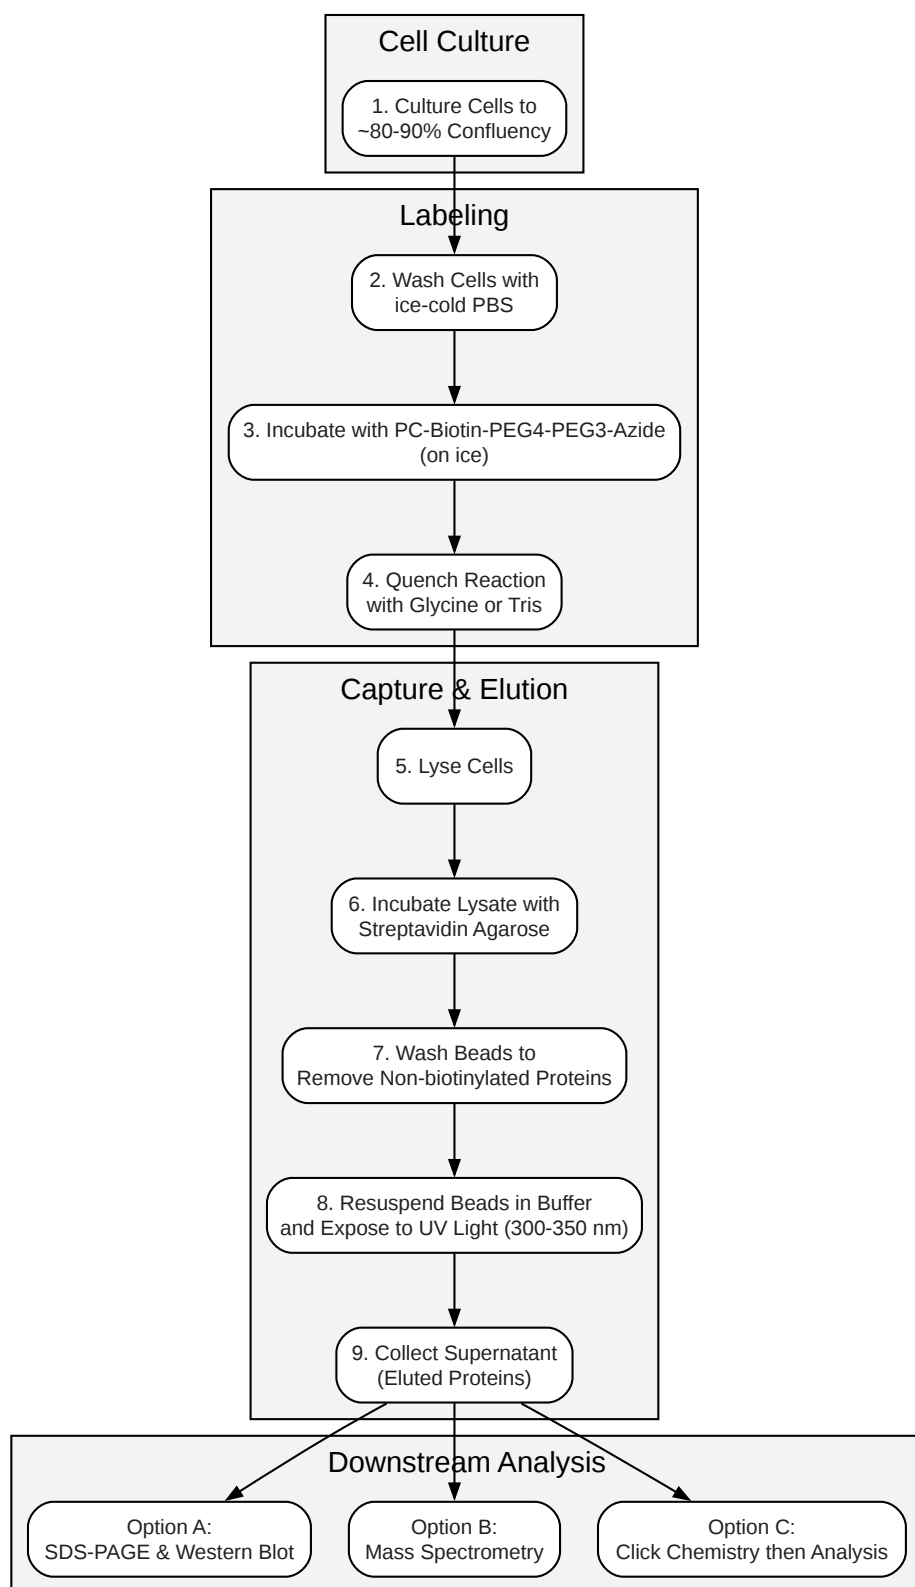 Cell Culture
1. Culture Cells to
~80-90% Confluency
Labeling
2. Wash Cells with
ice-cold PBS
3. Incubate with PC-Biotin-PEG4-PEG3-Azide
(on ice)
4. Quench Reaction
with Glycine or Tris
Capture & Elution
5. Lyse Cells
6. Incubate Lysate with
Streptavidin Agarose
7. Wash Beads to
Remove Non-biotinylated Proteins
8. Resuspend Beads in Buffer
and Expose to UV Light (300-350 nm)
9. Collect Supernatant
(Eluted Proteins)
Downstream Analysis
Option A:
SDS-PAGE & Western Blot
Option B:
Mass Spectrometry
Option C:
Click Chemistry then Analysis